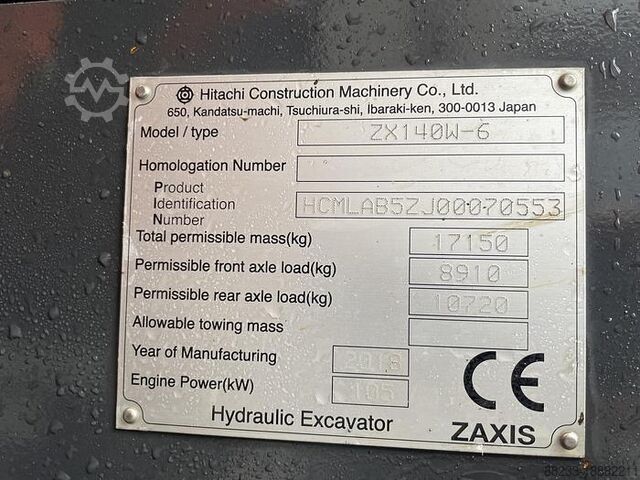 Hitachi Construction Machinery Co., Ltd.
650, Kandatsu-machi, Tsuchiura-shi, Ibaraki-ken, 300-0013 Japan
Model / type ZX140W-6
Homologation Number
Product
Identification HCMLAB5ZJ00070553
Number
Total permissible mass(kg) 17150
Permissible front axle load(kg) 8910
Permissible rear axle load(kg) 10720
Allowable towing mass
Year of Manufacturing 2018
Engine Power(kW) 105
CE
Hydraulic Excavator ZAXIS